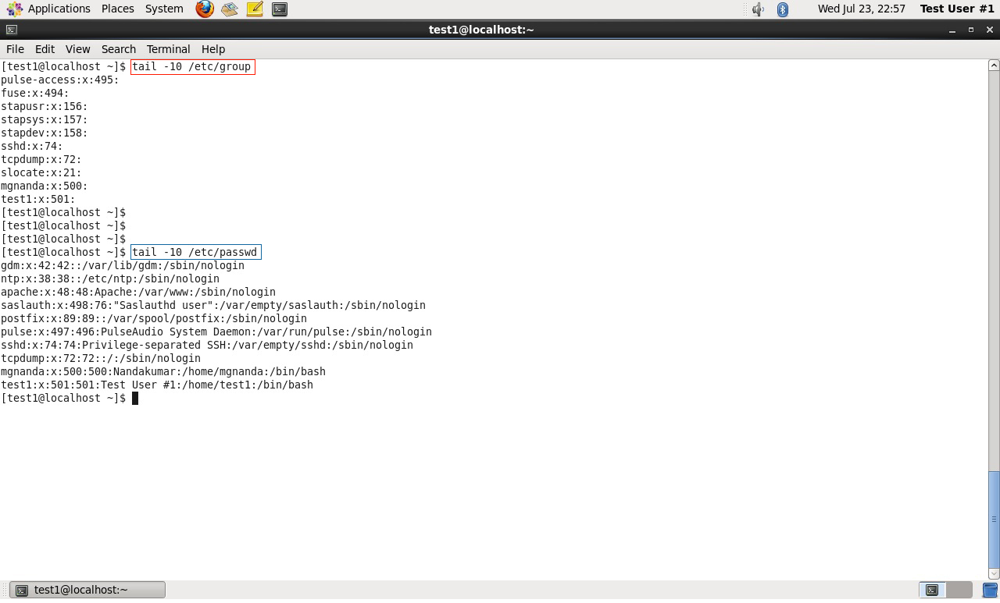 Applications Places System Wed Jul 23, 22:57 Test User #1
test1@localhost:~
File Edit View Search Terminal Help
[test1@localhost ~]$ tail -10 /etc/group
pulse-access:x:495:
fuse:x:494:
stapusr:x:156:
stapsys:x:157:
stapdev:x:158:
sshd:x:74:
tcpdump:x:72:
slocate:x:21:
mgnanda:x:500:
test1:x:501:
[test1@localhost ~]$
[test1@localhost ~]$
[test1@localhost ~]$
[test1@localhost ~]$ tail -10 /etc/passwd
gdm:x:42:42::/var/lib/gdm:/sbin/nologin
ntp:x:38:38::/etc/ntp:/sbin/nologin
apache:x:48:48:Apache:/var/www:/sbin/nologin
saslauth:x:498:76:"Saslauthd user":/var/empty/saslauth:/sbin/nologin
postfix:x:89:89::/var/spool/postfix:/sbin/nologin
pulse:x:497:496:PulseAudio System Daemon:/var/run/pulse:/sbin/nologin
sshd:x:74:74:Privilege-separated SSH:/var/empty/sshd:/sbin/nologin
tcpdump:x:72:72::/:/sbin/nologin
mgnanda:x:500:500:Nandakumar:/home/mgnanda:/bin/bash
test1:x:501:501:Test User #1:/home/test1:/bin/bash
[test1@localhost ~]$
test1@localhost:~